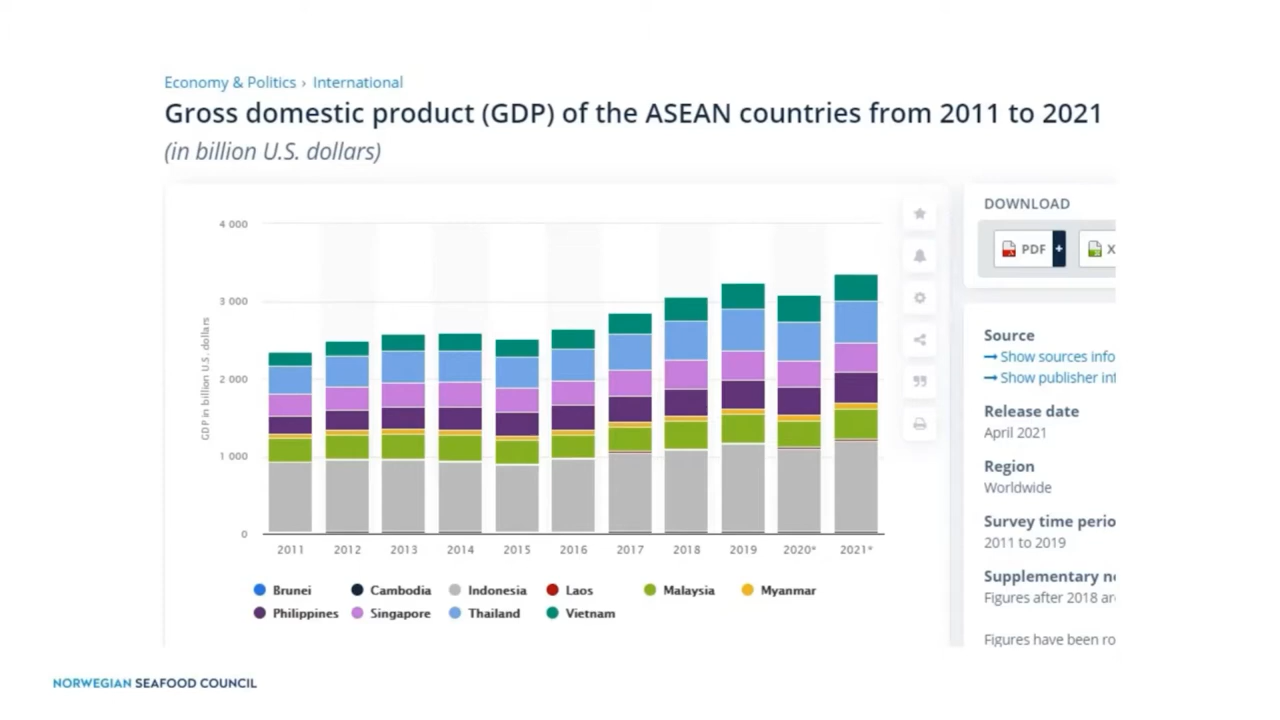 Economy & Politics › International
Gross domestic product (GDP) of the ASEAN countries from 2011 to 2021
(in billion U.S. dollars)
DOWNLOAD
PDF +
X
4 000
3 000
2 000
1 000
0
GDP in billion U.S. dollars
2011 2012 2013 2014 2015 2016 2017 2018 2019 2020* 2021*
Brunei Cambodia Indonesia Laos Malaysia Myanmar
Philippines Singapore Thailand Vietnam
Source
Show sources info
Show publisher inf
Release date
April 2021
Region
Worldwide
Survey time perio
2011 to 2019
Supplementary n
Figures after 2018 ar
Figures have been ro
NORWEGIAN SEAFOOD COUNCIL